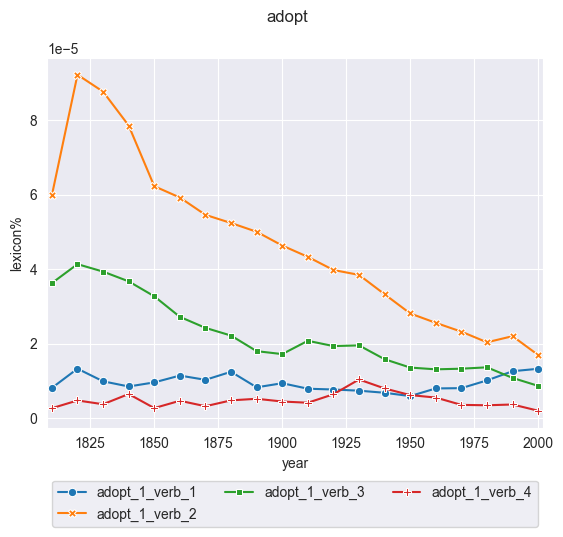 adopt
1e−5
8
6
4
2
0
lexicon%
1825 1850 1875 1900 1925 1950 1975 2000
year
adopt_1_verb_1 adopt_1_verb_3 adopt_1_verb_4
adopt_1_verb_2